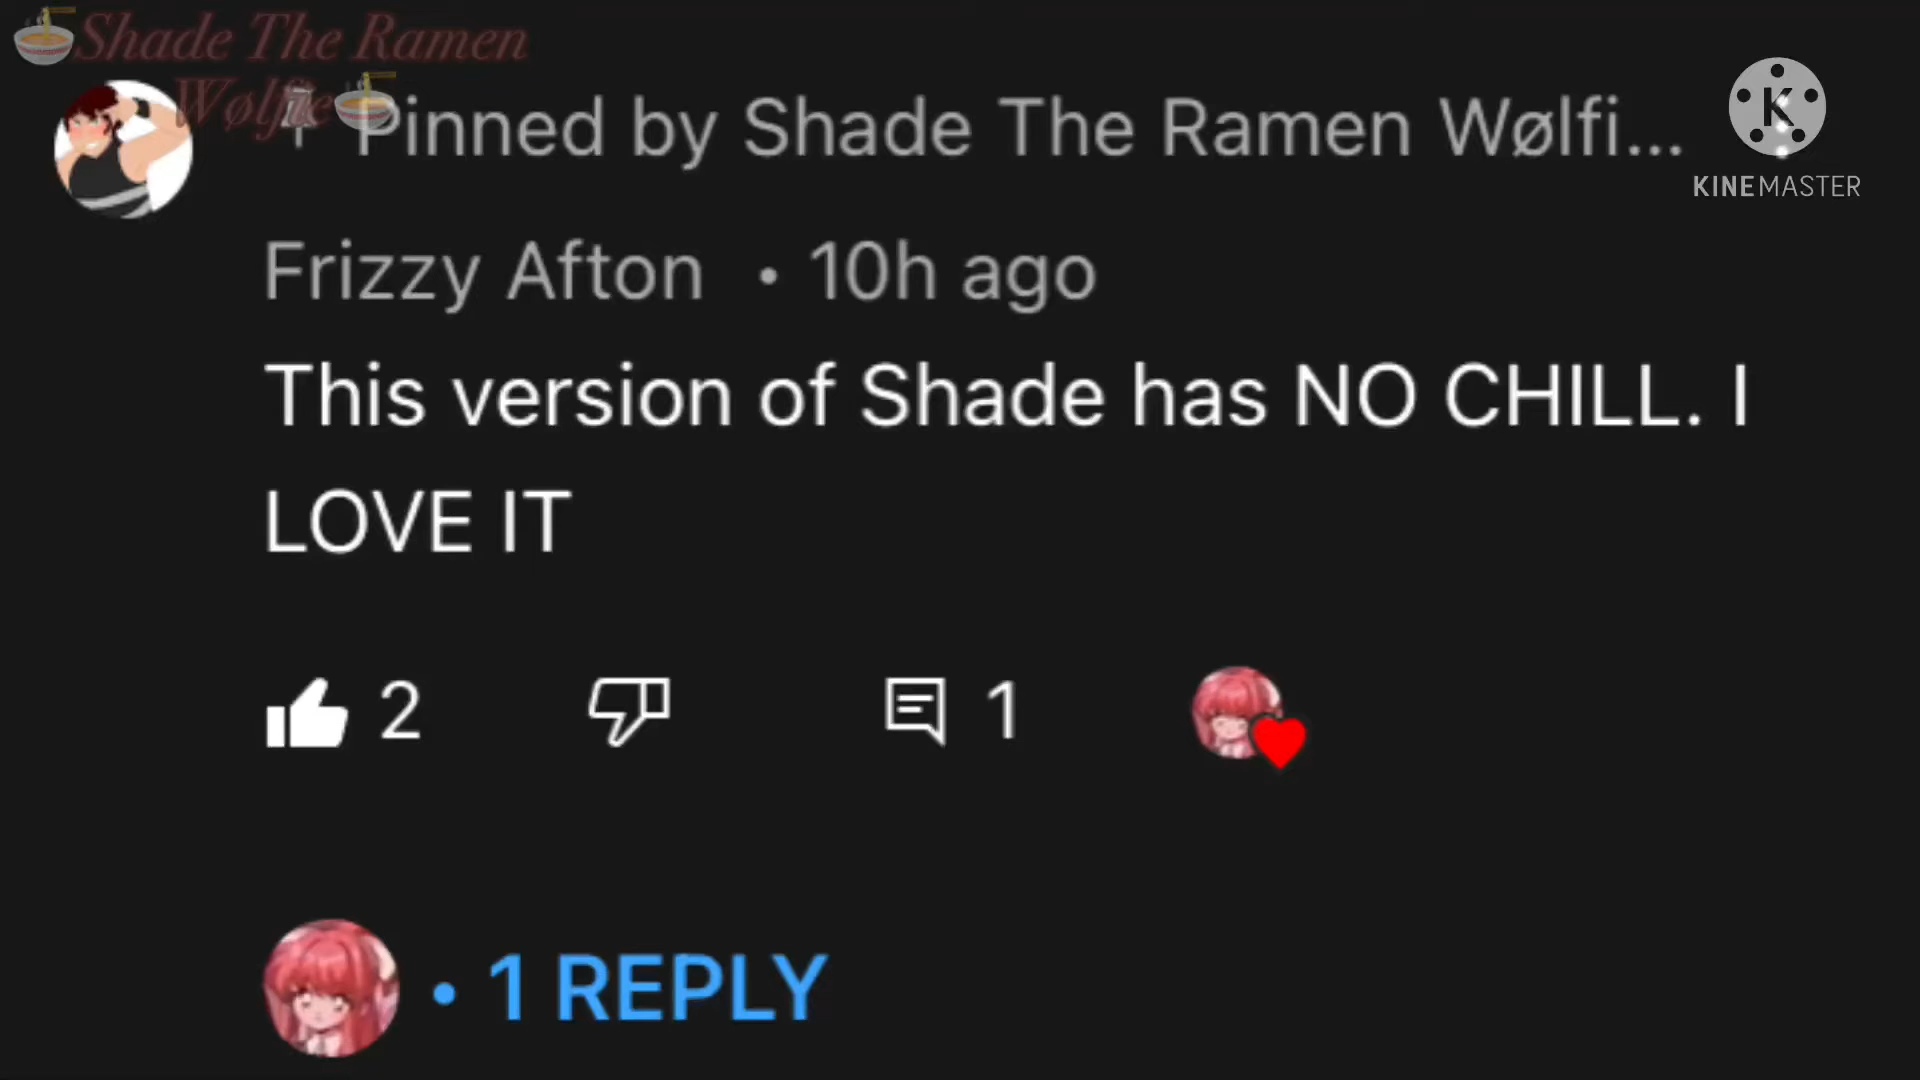 Shade The Ramen
Wølfie
Pinned by Shade The Ramen Wølfi...
K
KINEMASTER
Frizzy Afton • 10h ago
This version of Shade has NO CHILL. I
LOVE IT
2
1
• 1 REPLY